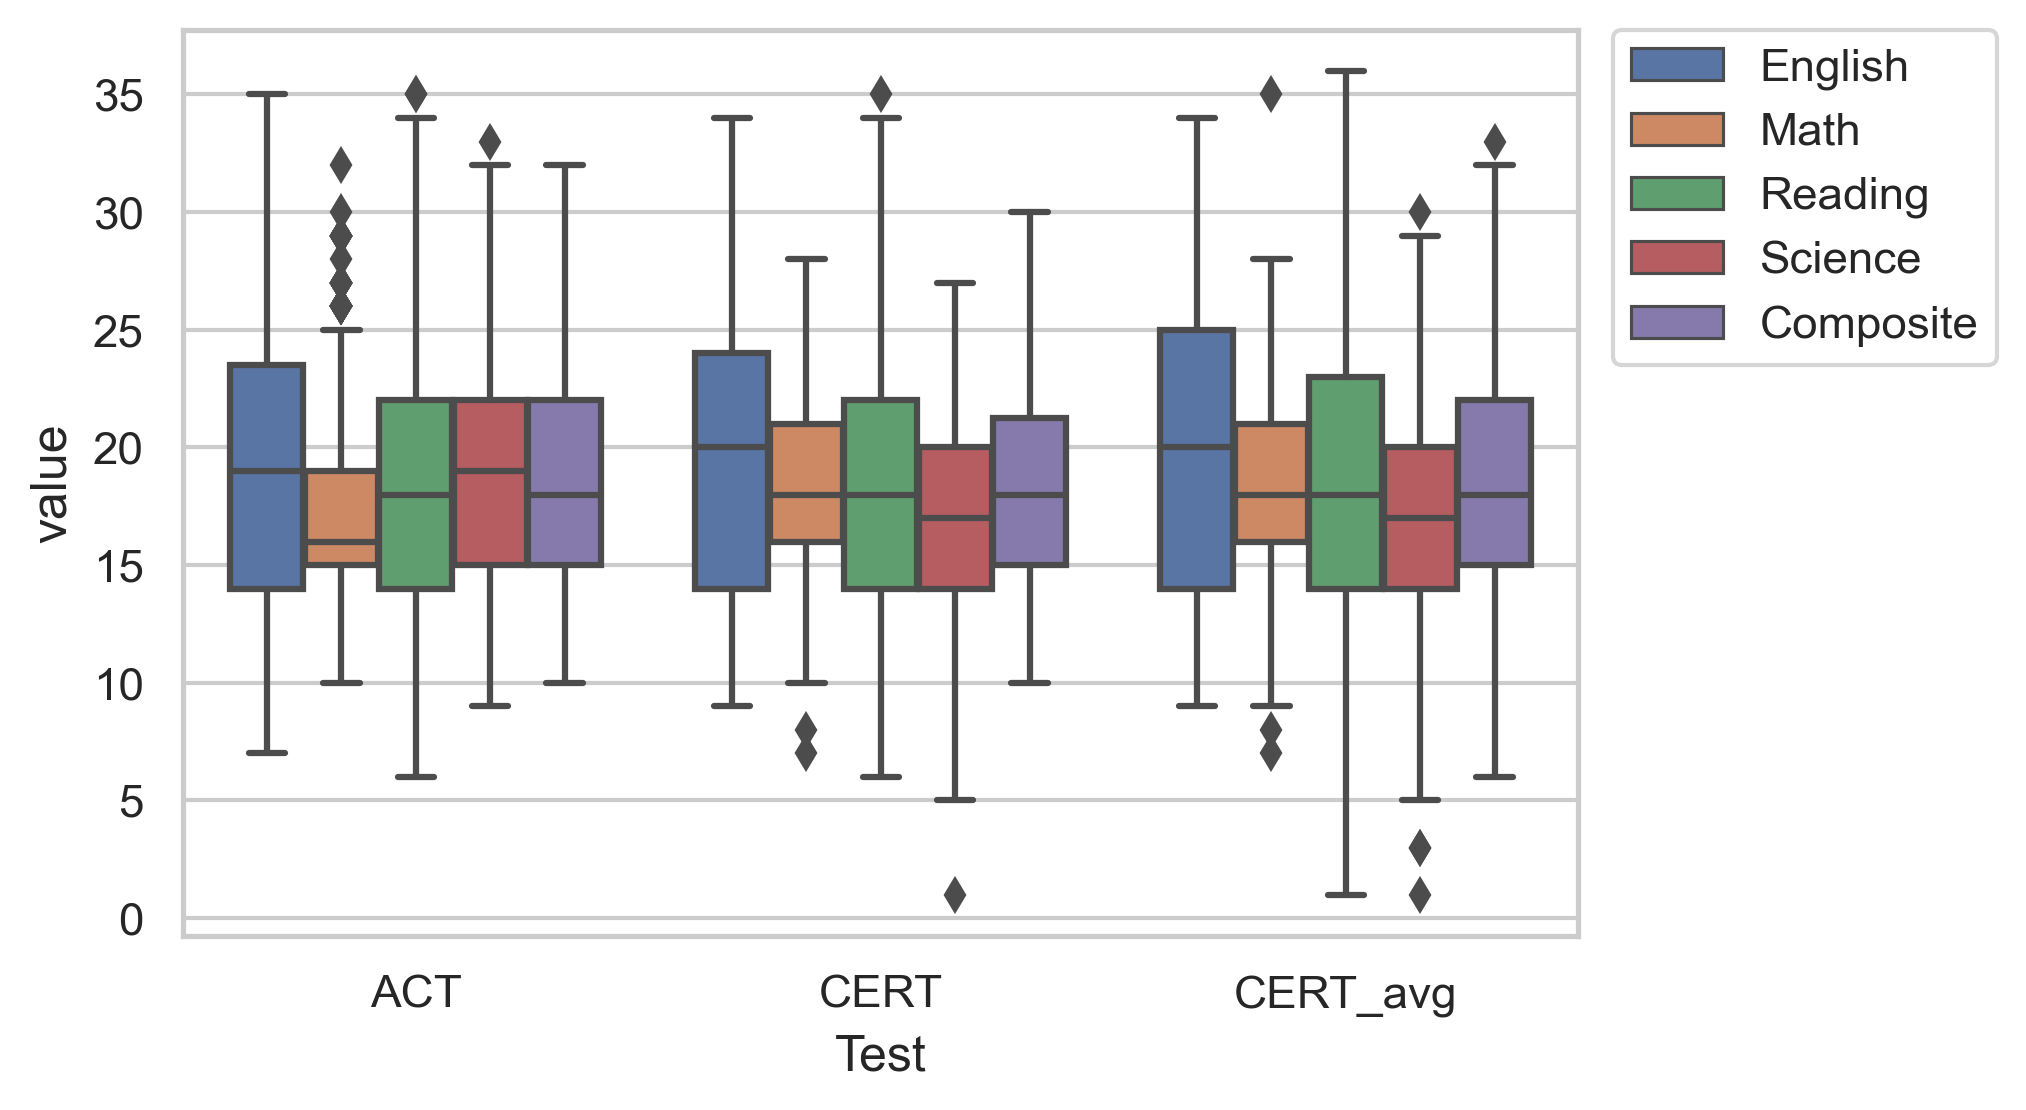 value
35
30
25
20
15
10
5
0
ACT
CERT
CERT_avg
Test
English
Math
Reading
Science
Composite